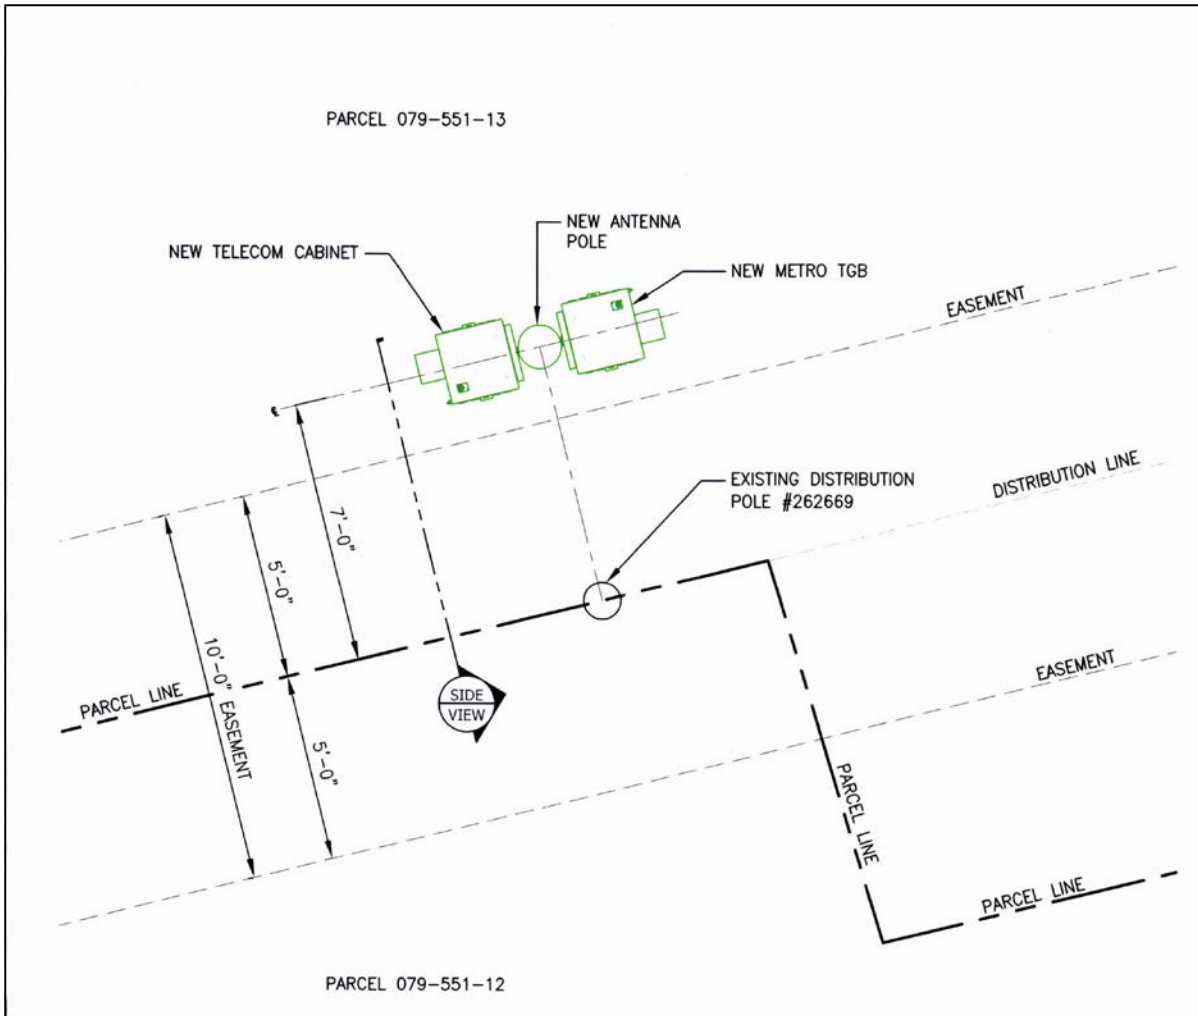 PARCEL 079-551-13
NEW ANTENNA
POLE
NEW TELECOM CABINET
NEW METRO TGB
EASEMENT
℄
EXISTING DISTRIBUTION
POLE #262669
DISTRIBUTION LINE
7'-0"
5'-0"
10'-0" EASEMENT
PARCEL LINE
SIDE
VIEW
EASEMENT
5'-0"
PARCEL LINE
PARCEL LINE
PARCEL 079-551-12